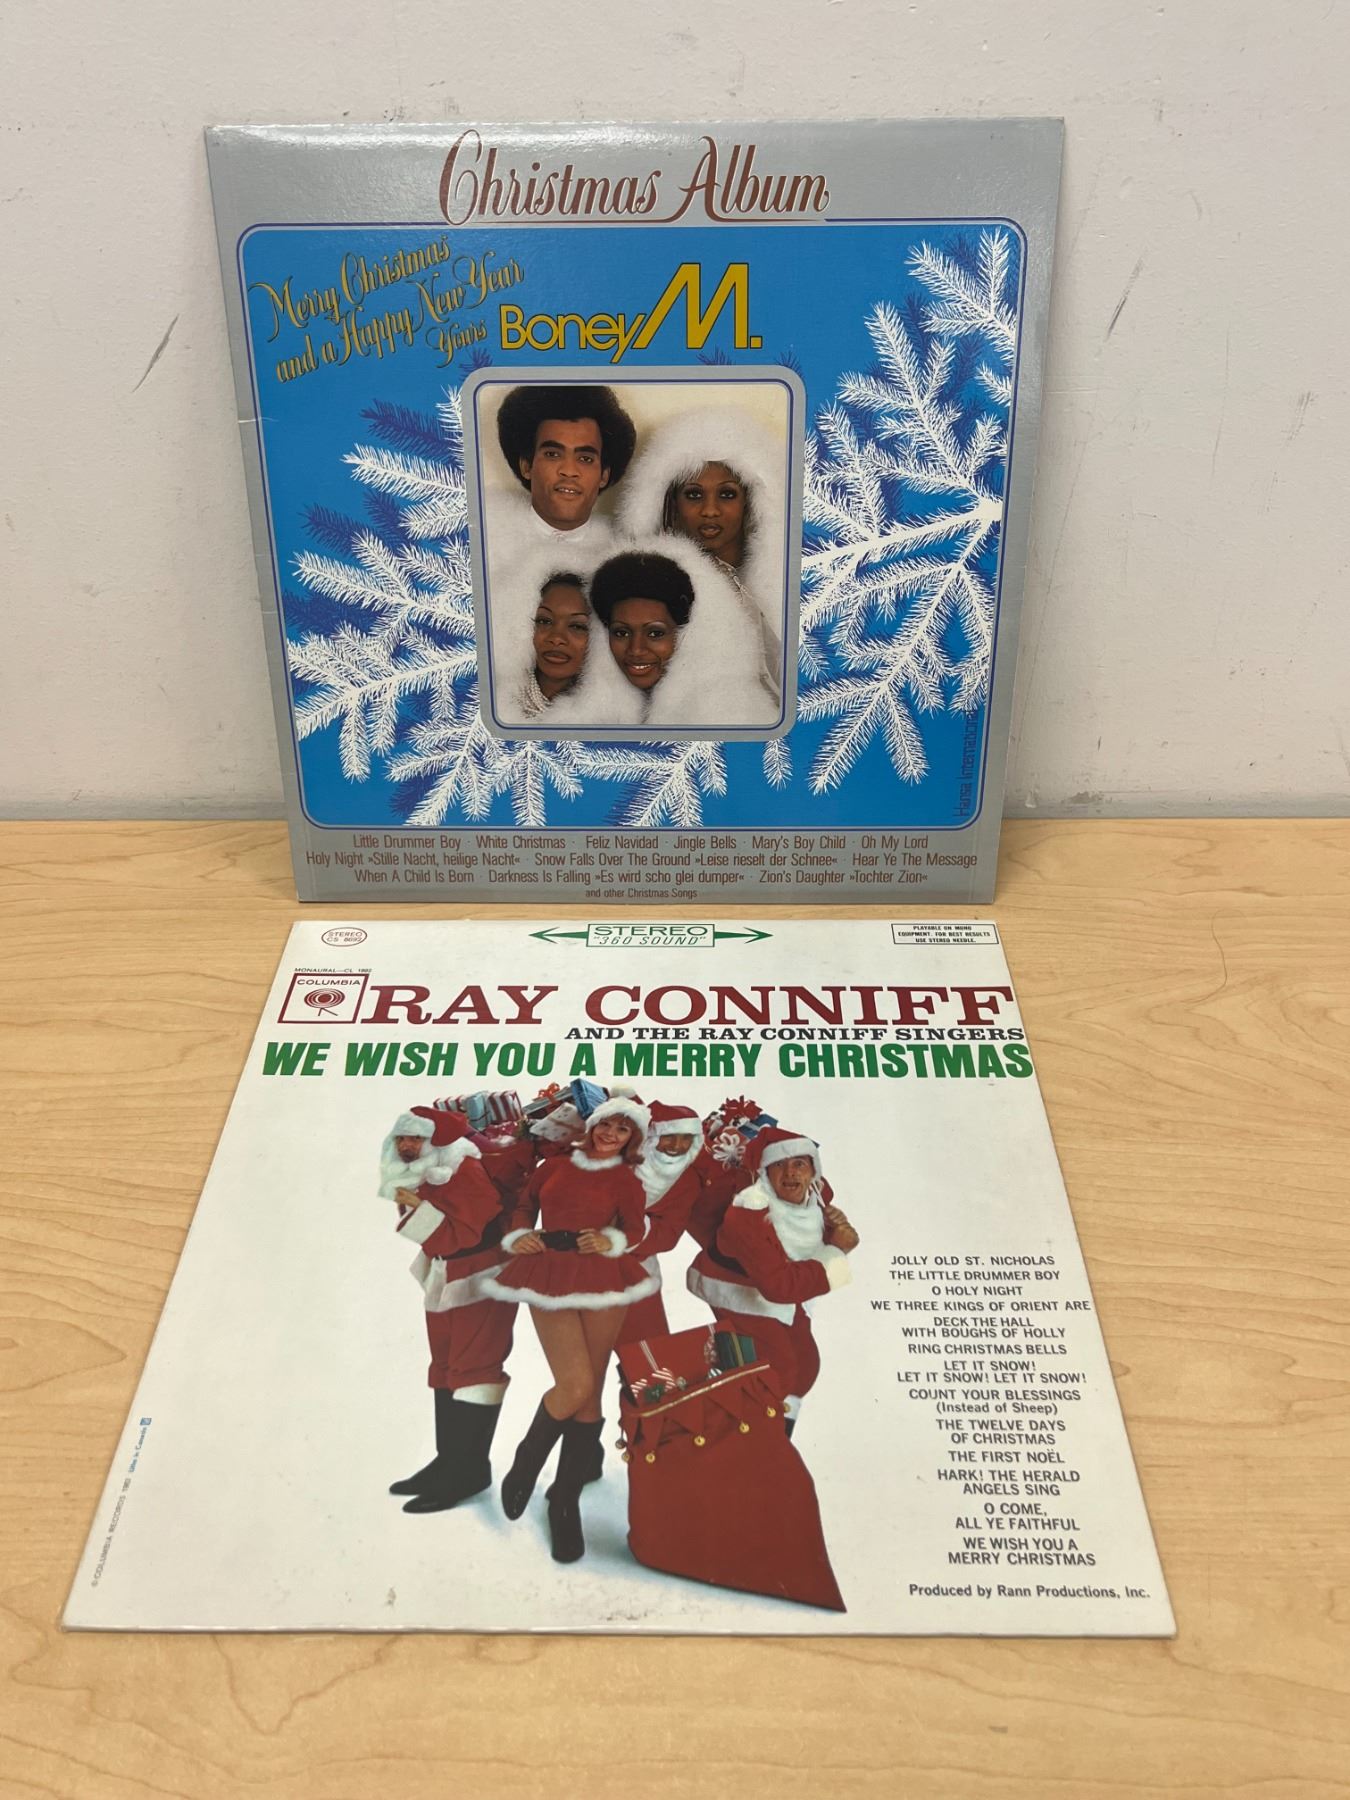 Christmas Album
Merry Christmas
and a Happy New Year
Yours
Boney M.
Hansa International
Little Drummer Boy · White Christmas · Feliz Navidad · Jingle Bells · Mary's Boy Child · Oh My Lord
Holy Night »Stille Nacht, heilige Nacht« · Snow Falls Over The Ground »Leise rieselt der Schnee« · Hear Ye The Message
When A Child Is Born · Darkness Is Falling »Es wird scho glei dumper« · Zion's Daughter »Tochter Zion«
and other Christmas Songs
STEREO
CS 8692
STEREO
"360 SOUND"
PLAYABLE ON MONO
EQUIPMENT. FOR BEST RESULTS
USE STEREO NEEDLE.
MONAURAL—CL 1892
COLUMBIA
RAY CONNIFF
AND THE RAY CONNIFF SINGERS
WE WISH YOU A MERRY CHRISTMAS
JOLLY OLD ST. NICHOLAS
THE LITTLE DRUMMER BOY
O HOLY NIGHT
WE THREE KINGS OF ORIENT ARE
DECK THE HALL
WITH BOUGHS OF HOLLY
RING CHRISTMAS BELLS
LET IT SNOW!
LET IT SNOW! LET IT SNOW!
COUNT YOUR BLESSINGS
(Instead of Sheep)
THE TWELVE DAYS
OF CHRISTMAS
THE FIRST NOËL
HARK! THE HERALD
ANGELS SING
O COME,
ALL YE FAITHFUL
WE WISH YOU A
MERRY CHRISTMAS
Produced by Rann Productions, Inc.
© COLUMBIA RECORDS 1962 Litho in Canada